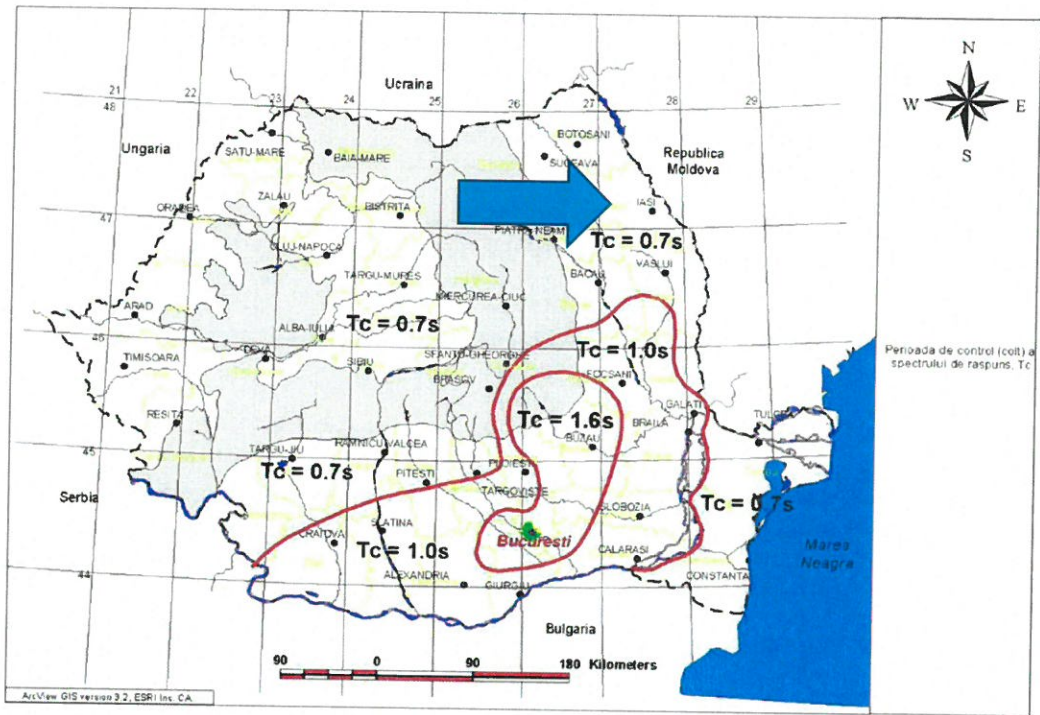 N
W E
S
21 22 23 24 25 26 27 28 29
48
Ucraina
Ungaria
BOTOSANI
SATU-MARE
BAIA-MARE
SUCEAVA
Republica
Moldova
ZALAU
ORADEA
BISTRITA
IASI
47
PIATRA NEAM
Tc = 0.7s
CLUJ-NAPOCA
VASLUI
TARGU-MURES
BACAU
MIERCUREA-CIUC
ARAD
Tc = 0.7s
ALBA-IULIA
46
Tc = 1.0s
TIMISOARA
DEVA
SIBIU
SFANTU-GHEORGHE
FOCSANI
Perioada de control (colt) a
spectrului de raspuns, Tc
BRASOV
RESITA
GALATI
Tc = 1.6s
BRAILA
TULCE
BUZAU
RAMNICU-VALCEA
45
TARGU-JIU
Tc = 0.7s
PITESTI
PLOIESTI
TARGOVISTE
Serbia
SLOBOZIA
Tc = 0.7s
SLATINA
CRAIOVA
Tc = 1.0s
Bucuresti
CALARASI
Marea
Neagra
44
ALEXANDRIA
GIURGIU
CONSTANTA
Bulgaria
90 0 90 180 Kilometers
ArcView GIS version 3.2, ESRI Inc. CA